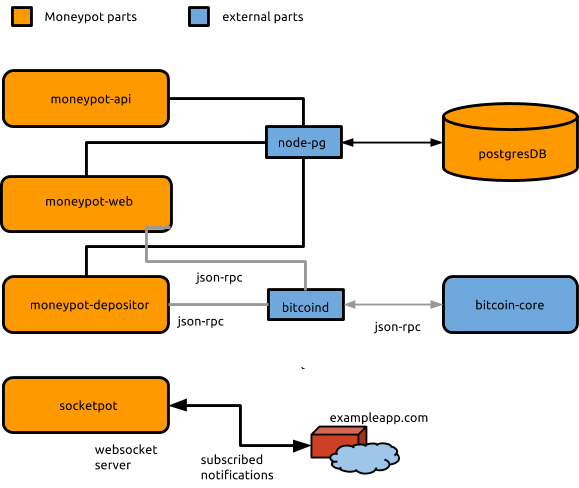 Moneypot parts
external parts
moneypot-api
node-pg
postgresDB
moneypot-web
json-rpc
moneypot-depositor
bitcoind
bitcoin-core
json-rpc
json-rpc
socketpot
exampleapp.com
websocket
server
subscribed
notifications